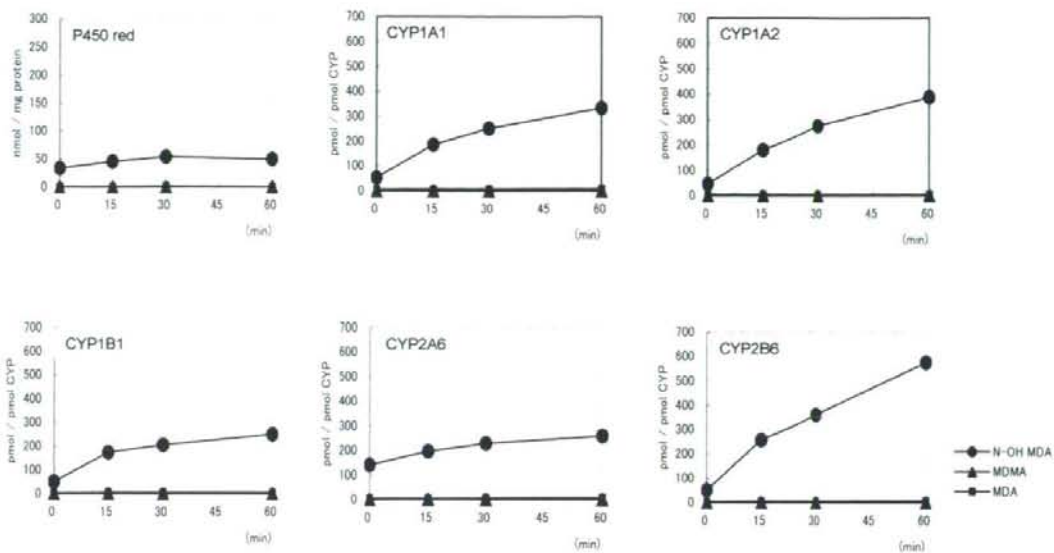 P450 red
nmol / mg protein
300
250
200
150
100
50
0
0 15 30 45 60
(min)
CYP1A1
pmol / pmol CYP
700
600
500
400
300
200
100
0
0 15 30 45 60
(min)
CYP1A2
pmol / pmol CYP
700
600
500
400
300
200
100
0
0 15 30 45 60
(min)
CYP1B1
pmol / pmol CYP
700
600
500
400
300
200
100
0
0 15 30 45 60
(min)
CYP2A6
pmol / pmol CYP
700
600
500
400
300
200
100
0
0 15 30 45 60
(min)
CYP2B6
pmol / pmol CYP
700
600
500
400
300
200
100
0
0 15 30 45 60
(min)
N-OH MDA
MDMA
MDA